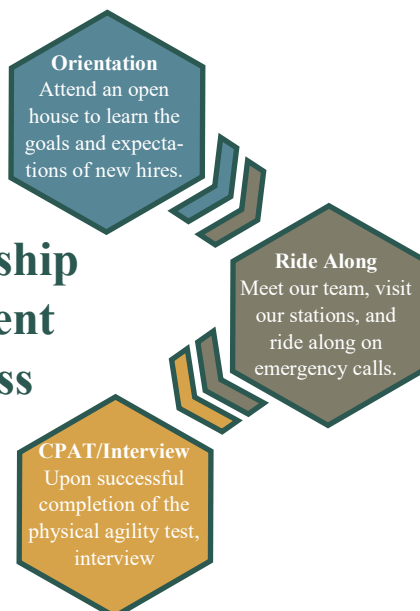 Orientation
Attend an open
house to learn the
goals and expecta-
tions of new hires.
ship
ent
ss
Ride Along
Meet our team, visit
our stations, and
ride along on
emergency calls.
CPAT/Interview
Upon successful
completion of the
physical agility test,
interview